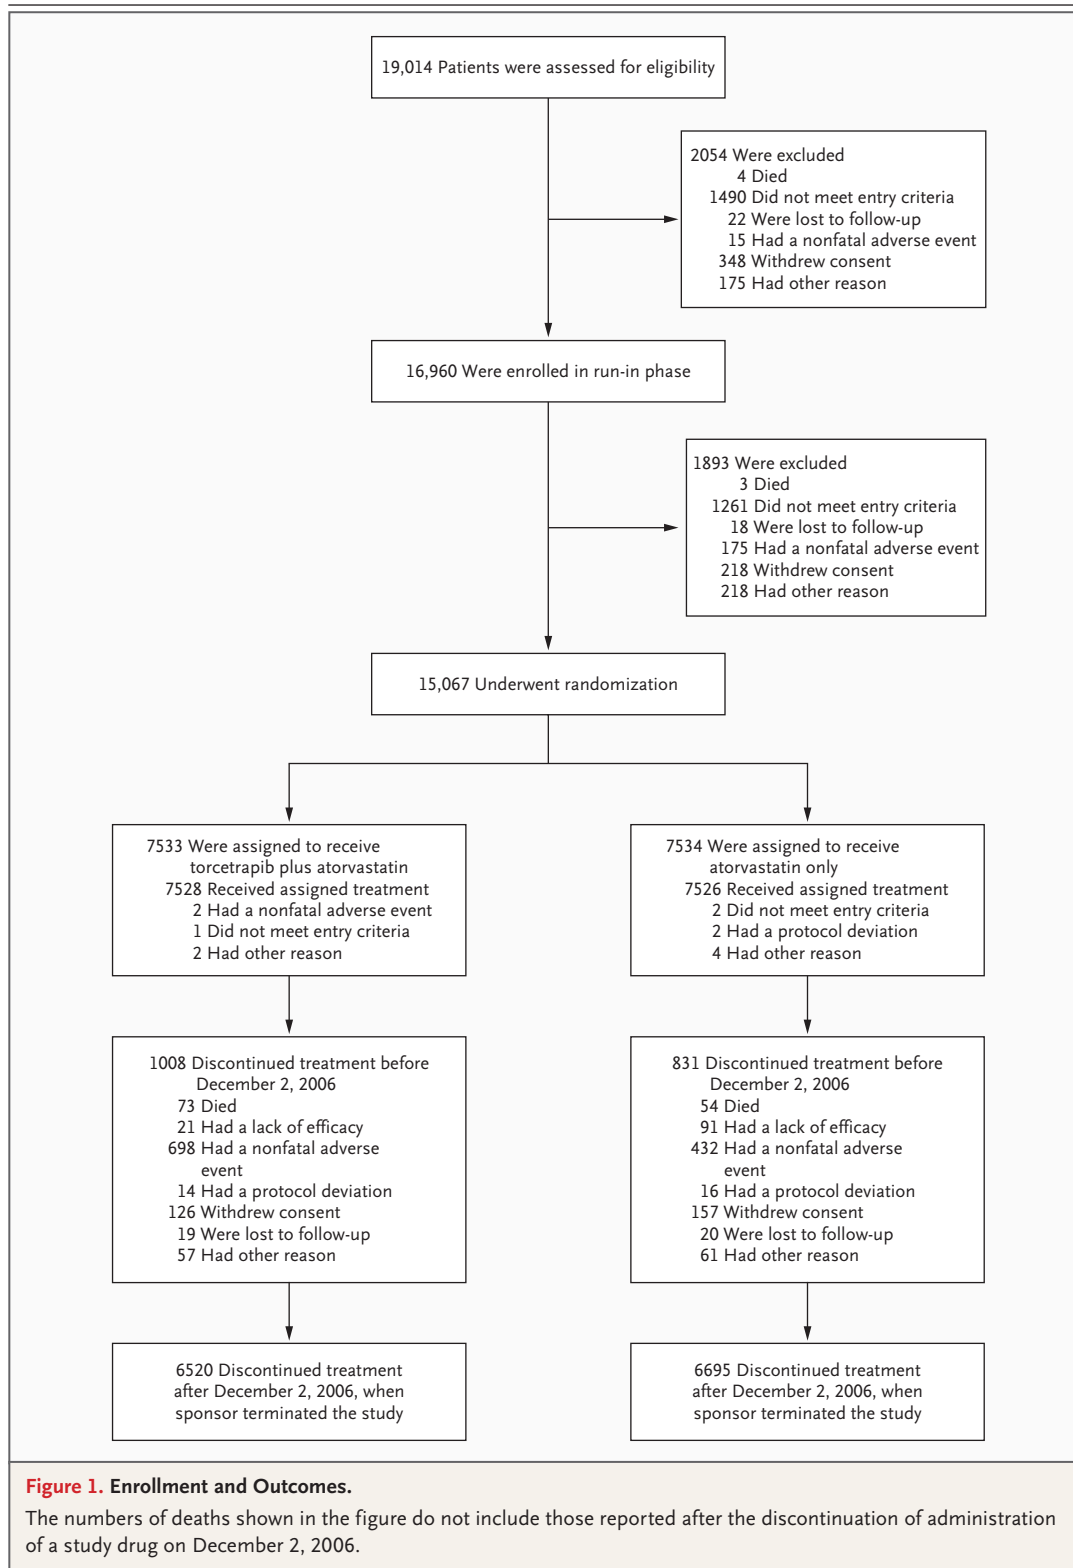 19,014 Patients were assessed for eligibility
2054 Were excluded
4 Died
1490 Did not meet entry criteria
22 Were lost to follow-up
15 Had a nonfatal adverse event
348 Withdrew consent
175 Had other reason
16,960 Were enrolled in run-in phase
1893 Were excluded
3 Died
1261 Did not meet entry criteria
18 Were lost to follow-up
175 Had a nonfatal adverse event
218 Withdrew consent
218 Had other reason
15,067 Underwent randomization
7533 Were assigned to receive
torcetrapib plus atorvastatin
7528 Received assigned treatment
2 Had a nonfatal adverse event
1 Did not meet entry criteria
2 Had other reason
7534 Were assigned to receive
atorvastatin only
7526 Received assigned treatment
2 Did not meet entry criteria
2 Had a protocol deviation
4 Had other reason
1008 Discontinued treatment before
December 2, 2006
73 Died
21 Had a lack of efficacy
698 Had a nonfatal adverse
event
14 Had a protocol deviation
126 Withdrew consent
19 Were lost to follow-up
57 Had other reason
831 Discontinued treatment before
December 2, 2006
54 Died
91 Had a lack of efficacy
432 Had a nonfatal adverse
event
16 Had a protocol deviation
157 Withdrew consent
20 Were lost to follow-up
61 Had other reason
6520 Discontinued treatment
after December 2, 2006, when
sponsor terminated the study
6695 Discontinued treatment
after December 2, 2006, when
sponsor terminated the study
Figure 1. Enrollment and Outcomes.
The numbers of deaths shown in the figure do not include those reported after the discontinuation of administration
of a study drug on December 2, 2006.